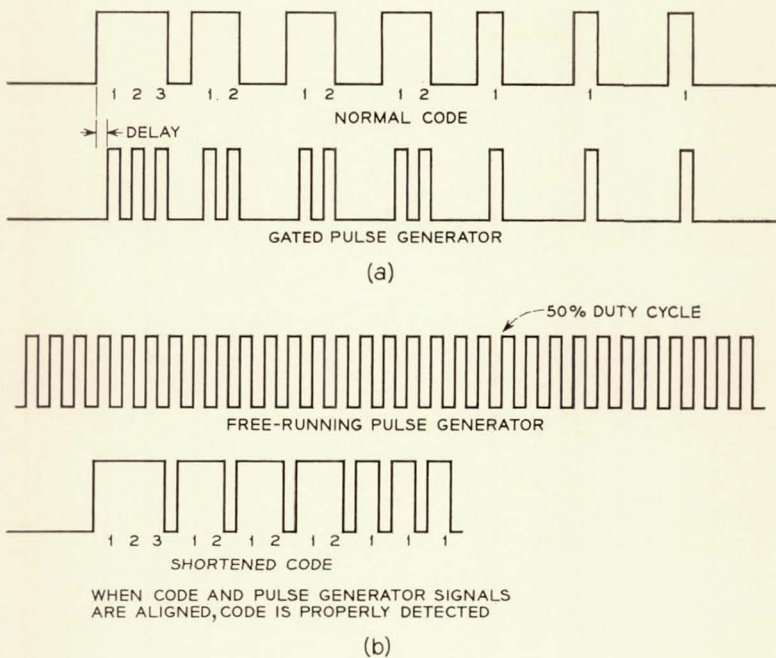 1 2 3 1. 2 1 2 1 2 1 1 1
NORMAL CODE
DELAY
GATED PULSE GENERATOR
(a)
50% DUTY CYCLE
FREE-RUNNING PULSE GENERATOR
1 2 3 1 2 1 2 1 2 1 1 1
SHORTENED CODE
WHEN CODE AND PULSE GENERATOR SIGNALS
ARE ALIGNED, CODE IS PROPERLY DETECTED
(b)